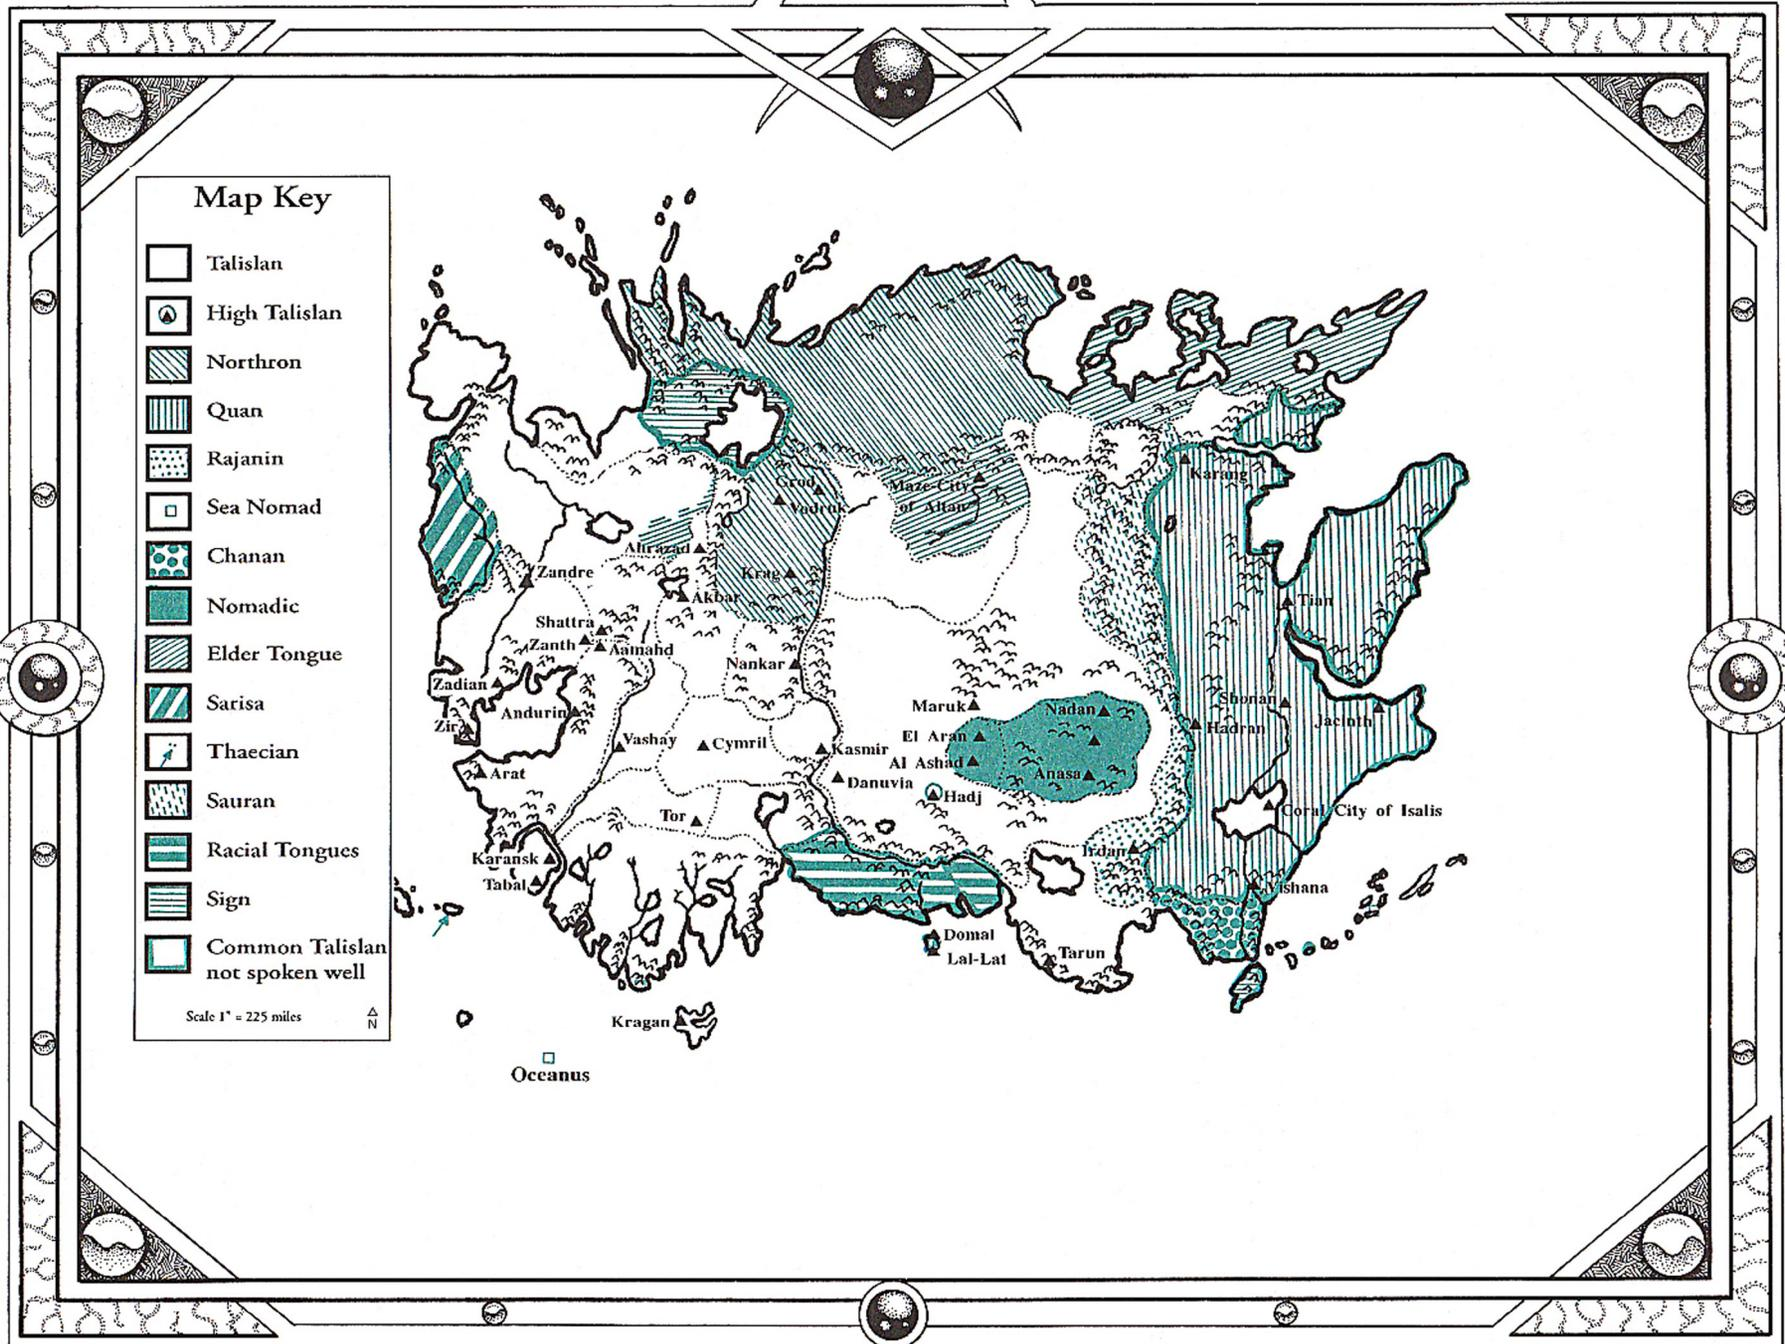 Map Key
Talislan
High Talislan
Northron
Quan
Rajanin
Sea Nomad
Chanan
Nomadic
Elder Tongue
Sarisa
Thaecian
Sauran
Racial Tongues
Sign
Common Talislan
not spoken well
Scale 1" = 225 miles
N
Karang
Grod
Vodruk
Maze-City
of Altan
Ahrazad
Zandre
Krag
Akbar
Tian
Shattra
Zanth
Aamahd
Nankar
Zadian
Andurin
Zir
Maruk
Nadan
Shonan
Jacinth
Hadran
El Aran
Vashay
Cymril
Kasmir
Al Ashad
Anasa
Arat
Danuvia
Hadj
Tor
Coral City of Isalis
Irdan
Karansk
Tabal
Vishana
Domal
Lal-Lat
Tarun
Kragan
Oceanus